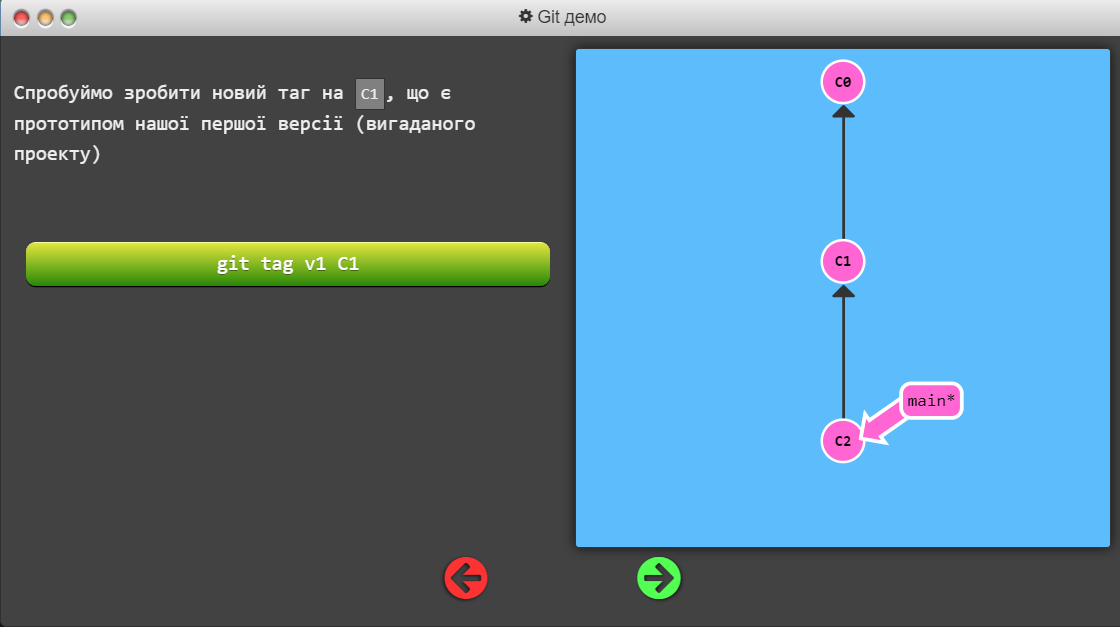 Git демо
Спробуймо зробити новий таг на C1, що є
прототипом нашої першої версії (вигаданого
проекту)
git tag v1 C1
C0
C1
main*
C2